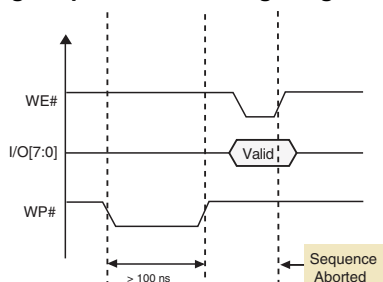 WE#
I/O[7:0]
Valid
WP#
> 100 ns
Sequence
Aborted